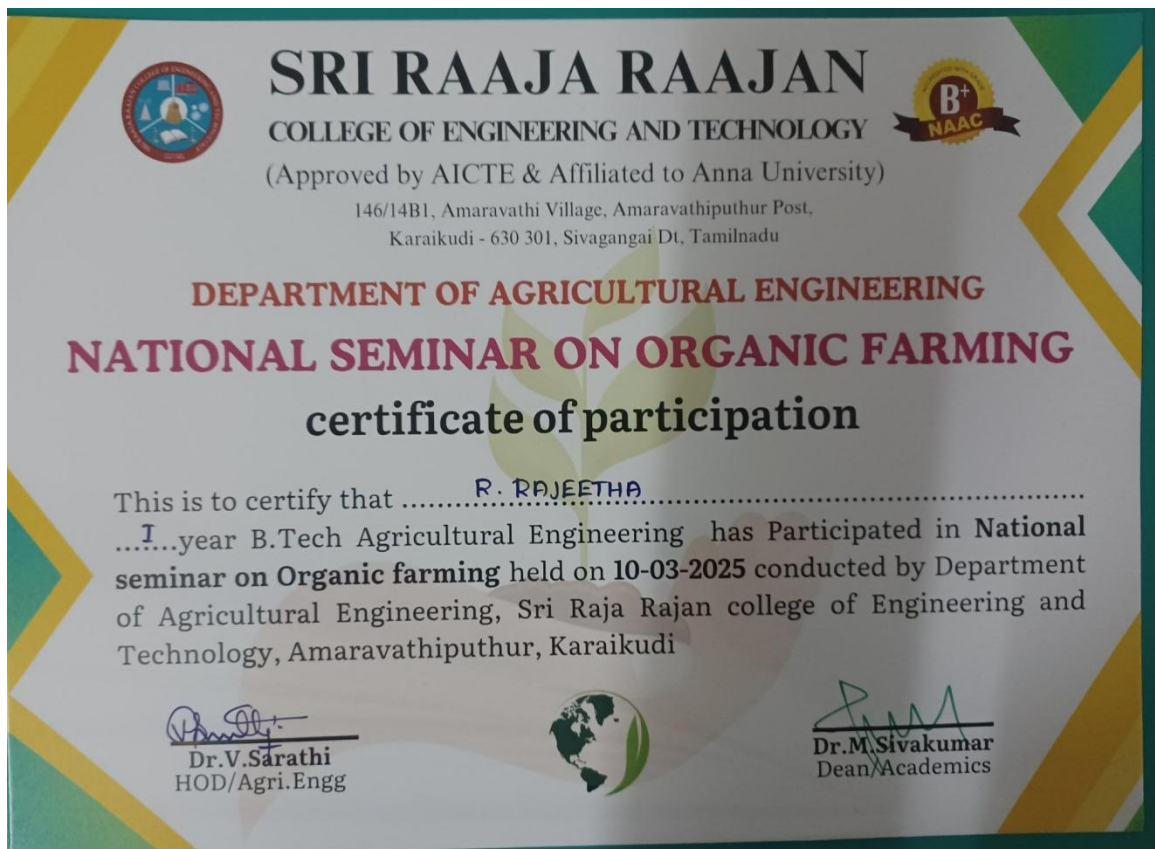 SRI RAAJA RAAJAN
COLLEGE OF ENGINEERING AND TECHNOLOGY
B+
NAAC
(Approved by AICTE & Affiliated to Anna University)
146/14B1, Amaravathi Village, Amaravathiputhur Post,
Karaikudi - 630 301, Sivagangai Dt, Tamilnadu
DEPARTMENT OF AGRICULTURAL ENGINEERING
NATIONAL SEMINAR ON ORGANIC FARMING
certificate of participation
This is to certify that ........R. RAJEETHA........................................
...I...year B.Tech Agricultural Engineering has Participated in National
seminar on Organic farming held on 10-03-2025 conducted by Department
of Agricultural Engineering, Sri Raja Rajan college of Engineering and
Technology, Amaravathiputhur, Karaikudi
Dr.V.Sarathi
HOD/Agri.Engg
Dr.M.Sivakumar
Dean/Academics